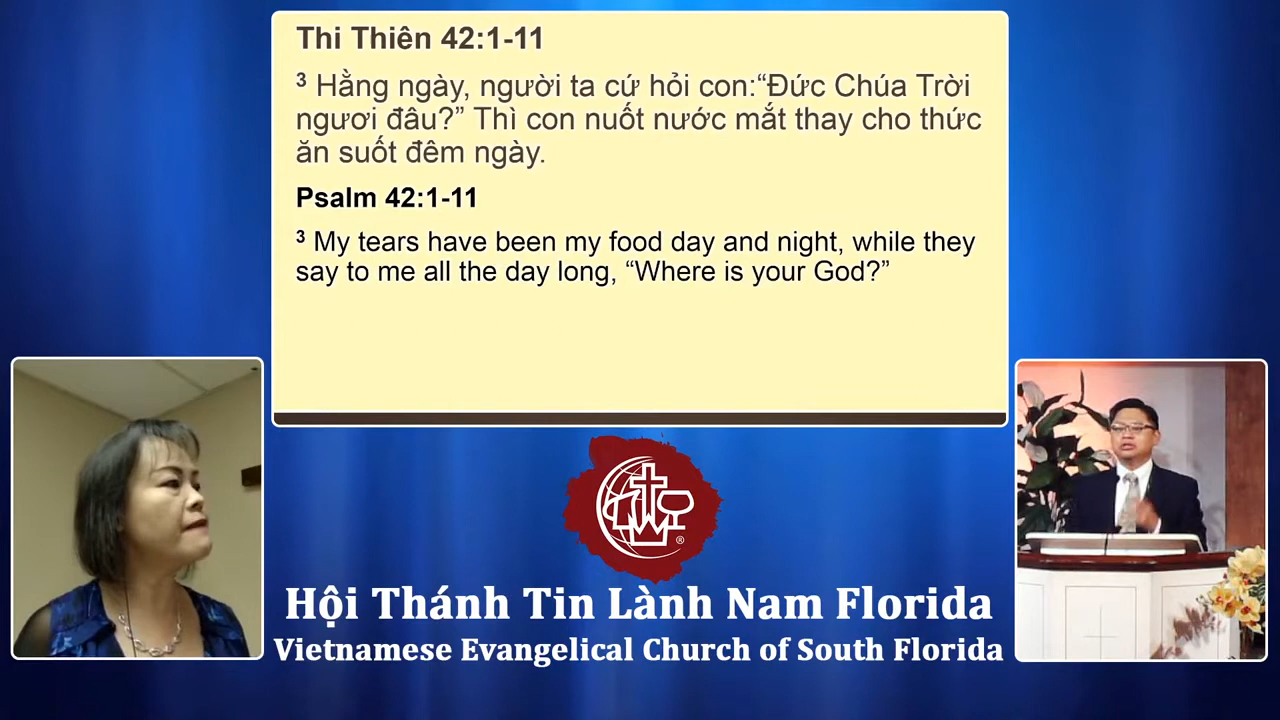 Thi Thiên 42:1-11
³ Hằng ngày, người ta cứ hỏi con:“Đức Chúa Trời
ngươi đâu?” Thì con nuốt nước mắt thay cho thức
ăn suốt đêm ngày.
Psalm 42:1-11
³ My tears have been my food day and night, while they
say to me all the day long, “Where is your God?”
®
Hội Thánh Tin Lành Nam Florida
Vietnamese Evangelical Church of South Florida